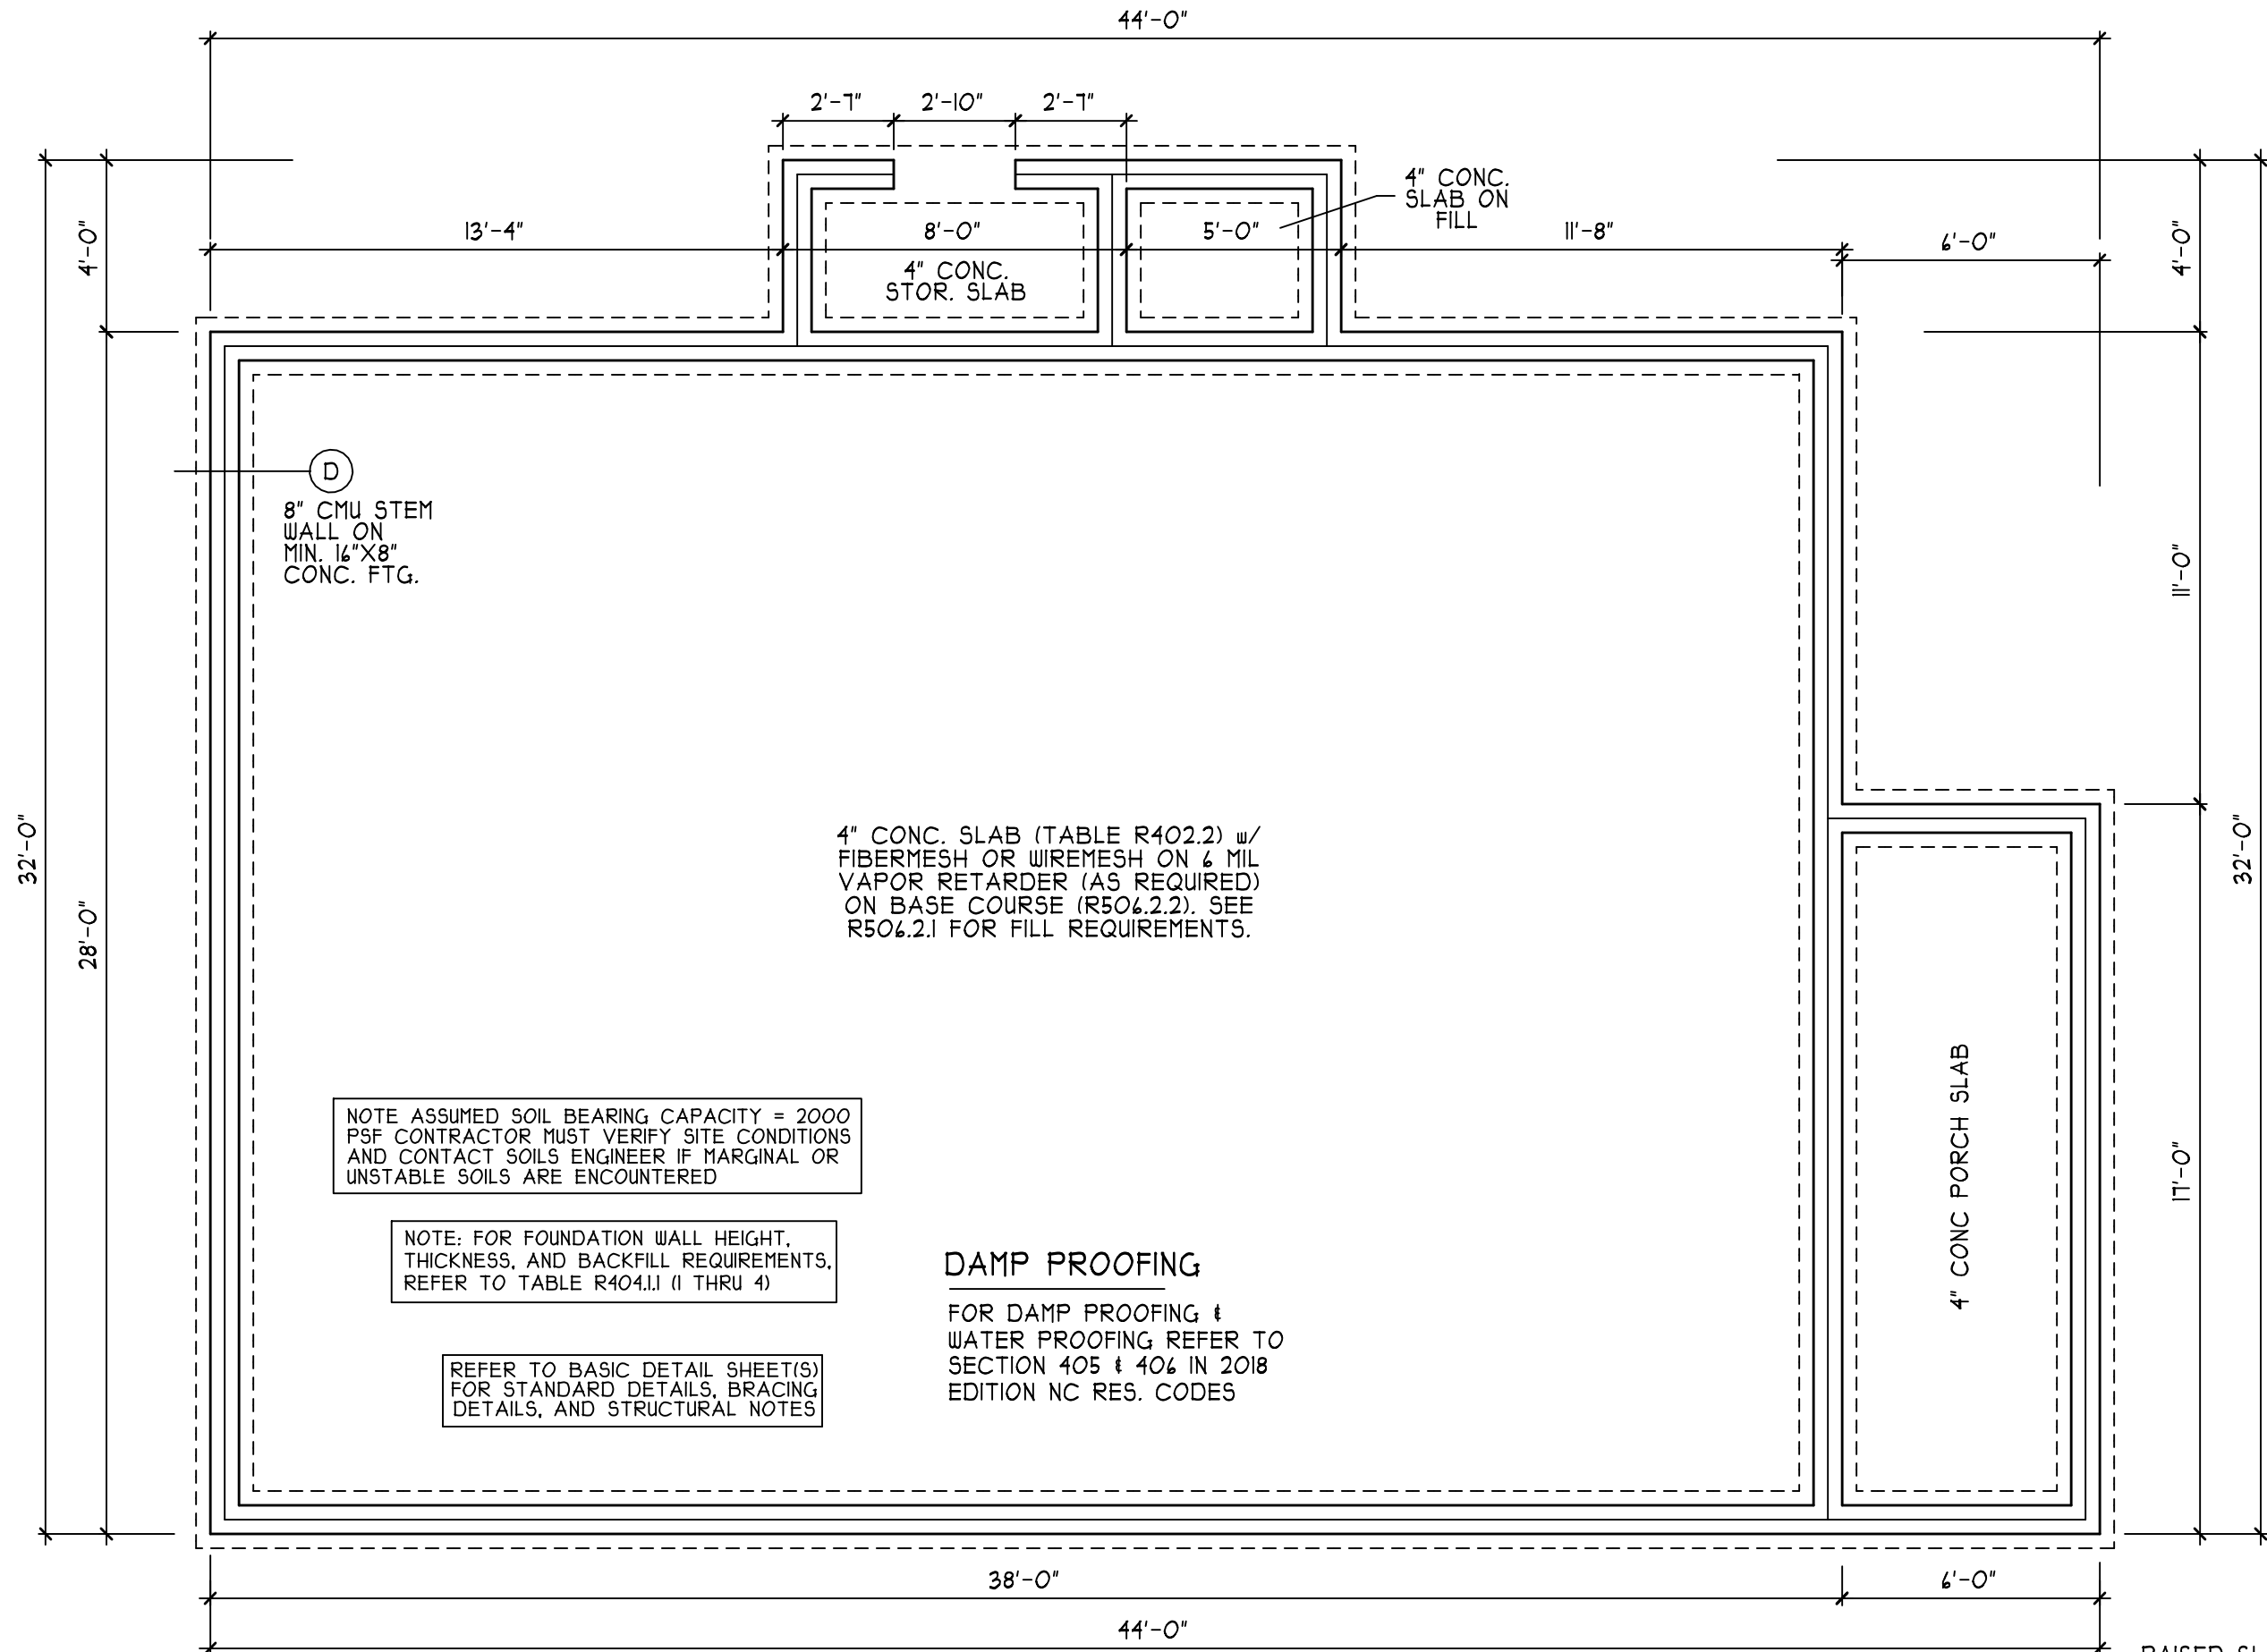 44'-0"
2'-7" 2'-10" 2'-7"
4" CONC.
SLAB ON
FILL
13'-4" 8'-0" 5'-0" 11'-8" 6'-0"
4'-0"
4'-0"
4" CONC.
STOR. SLAB
D
8" CMU STEM
WALL ON
MIN. 16"X8"
CONC. FTG.
11'-0"
32'-0"
28'-0"
32'-0"
4" CONC. SLAB (TABLE R402.2) w/
FIBERMESH OR WIREMESH ON 6 MIL
VAPOR RETARDER (AS REQUIRED)
ON BASE COURSE (R506.2.2). SEE
R506.2.1 FOR FILL REQUIREMENTS.
4" CONC PORCH SLAB
17'-0"
NOTE ASSUMED SOIL BEARING CAPACITY = 2000
PSF CONTRACTOR MUST VERIFY SITE CONDITIONS
AND CONTACT SOILS ENGINEER IF MARGINAL OR
UNSTABLE SOILS ARE ENCOUNTERED
NOTE: FOR FOUNDATION WALL HEIGHT,
THICKNESS, AND BACKFILL REQUIREMENTS,
REFER TO TABLE R404.1.1 (1 THRU 4)
REFER TO BASIC DETAIL SHEET(S)
FOR STANDARD DETAILS, BRACING
DETAILS, AND STRUCTURAL NOTES
DAMP PROOFING
FOR DAMP PROOFING &
WATER PROOFING REFER TO
SECTION 405 & 406 IN 2018
EDITION NC RES. CODES
38'-0" 6'-0"
44'-0"